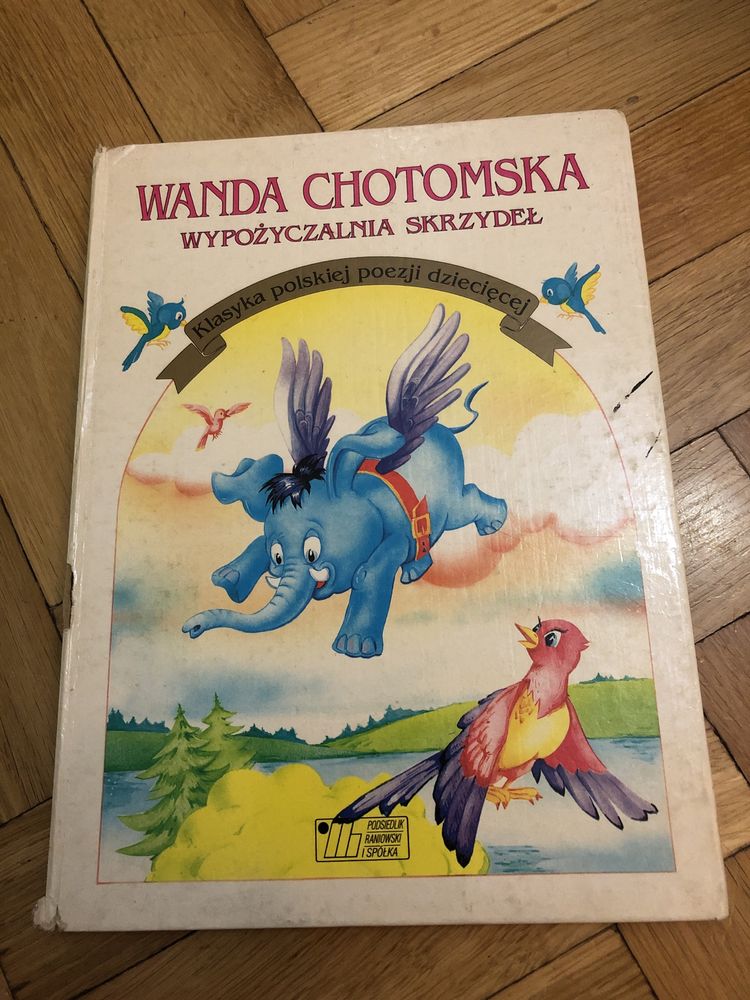 WANDA CHOTOMSKA
WYPOŻYCZALNIA SKRZYDEŁ
Klasyka polskiej poezji dziecięcej
PODSIEDLIK
RANIOWSKI
I SPÓŁKA